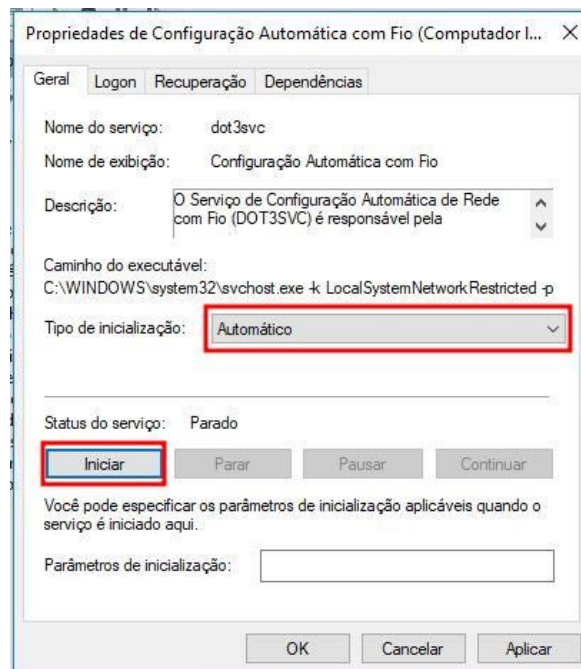 Propriedades de Configuração Automática com Fio (Computador l...
Geral Logon Recuperação Dependências
Nome do serviço: dot3svc
Nome de exibição: Configuração Automática com Fio
Descrição: O Serviço de Configuração Automática de Rede
com Fio (DOT3SVC) é responsável pela
Caminho do executável:
C:\WINDOWS\system32\svchost.exe -k LocalSystemNetworkRestricted -p
Tipo de inicialização: Automático
Status do serviço: Parado
Iniciar Parar Pausar Continuar
Você pode especificar os parâmetros de inicialização aplicáveis quando o
serviço é iniciado aqui.
Parâmetros de inicialização:
OK Cancelar Aplicar